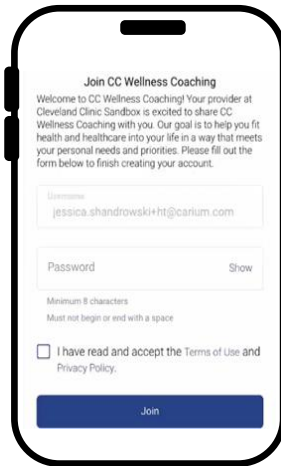 Join CC Wellness Coaching
Welcome to CC Wellness Coaching! Your provider at
Cleveland Clinic Sandbox is excited to share CC
Wellness Coaching with you. Our goal is to help you fit
health and healthcare into your life in a way that meets
your personal needs and priorities. Please fill out the
form below to finish creating your account.
Username
jessica.shandrowski+ht@carium.com
Password Show
Minimum 8 characters
Must not begin or end with a space
I have read and accept the Terms of Use and
Privacy Policy.
Join